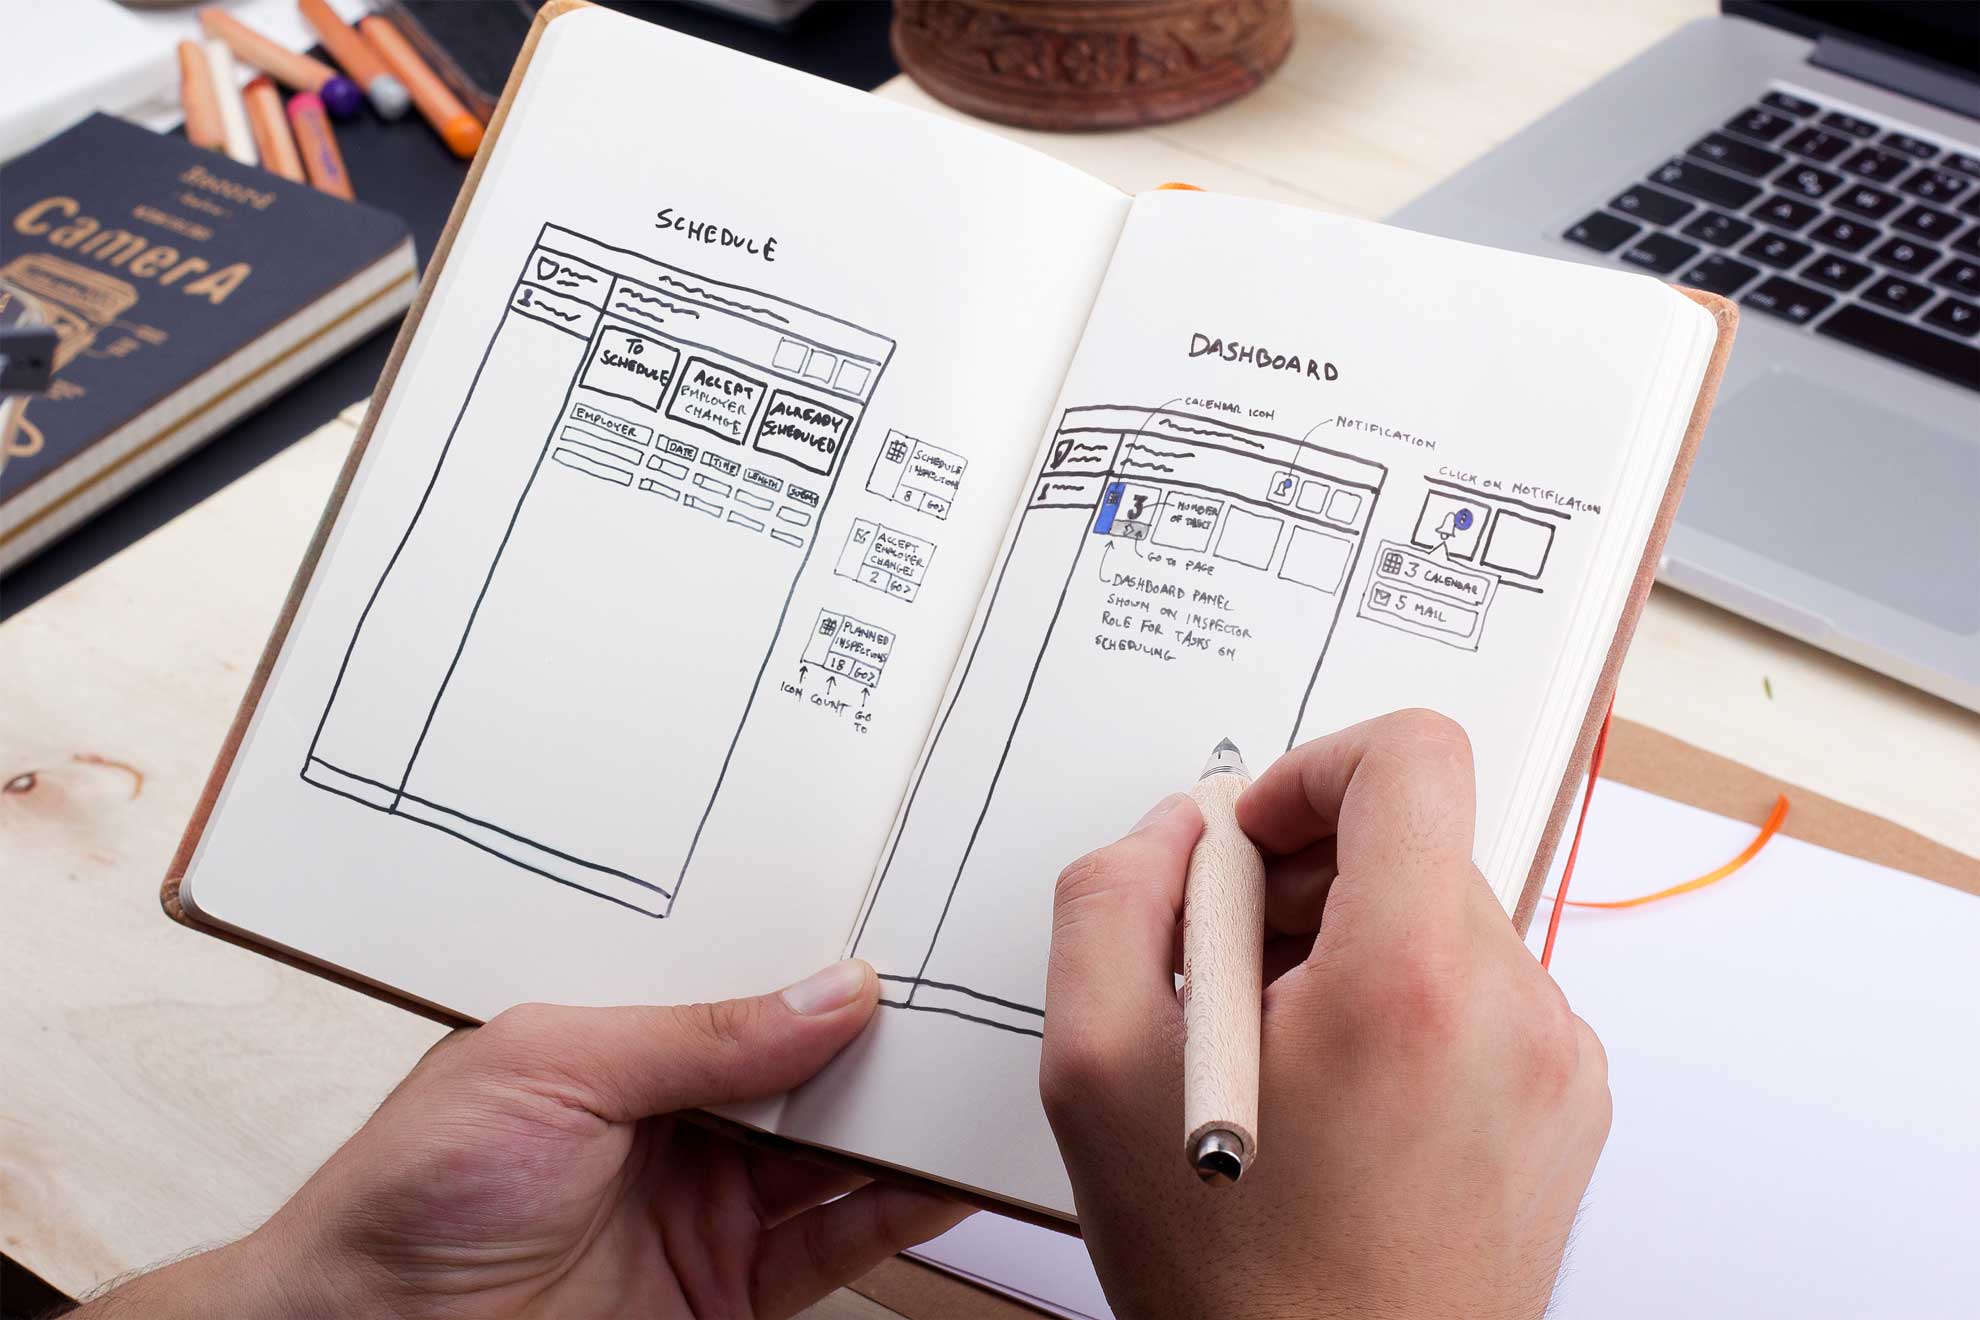 Record
CamerA
SCHEDULE
TO
SCHEDULE
ACCEPT
EMPLOYER
CHANGE
ALREADY
SCHEDULED
EMPLOYER
DATE
TIME
LENGTH
SCHEDULE
INSPECTIONS
8 GO>
ACCEPT
EMPLOYER
CHANGES
2 GO>
PLANNED
INSPECTIONS
18 GO>
ICON COUNT GO
TO
DASHBOARD
CALENDAR ICON
NOTIFICATION
3
NUMBER
OF
GO TO PAGE
DASHBOARD PANEL
SHOWN ON INSPECTOR
ROLE FOR TASKS ON
SCHEDULING
CLICK ON NOTIFICATION
3 CALENDAR
5 MAIL
A
Z
X
C
V